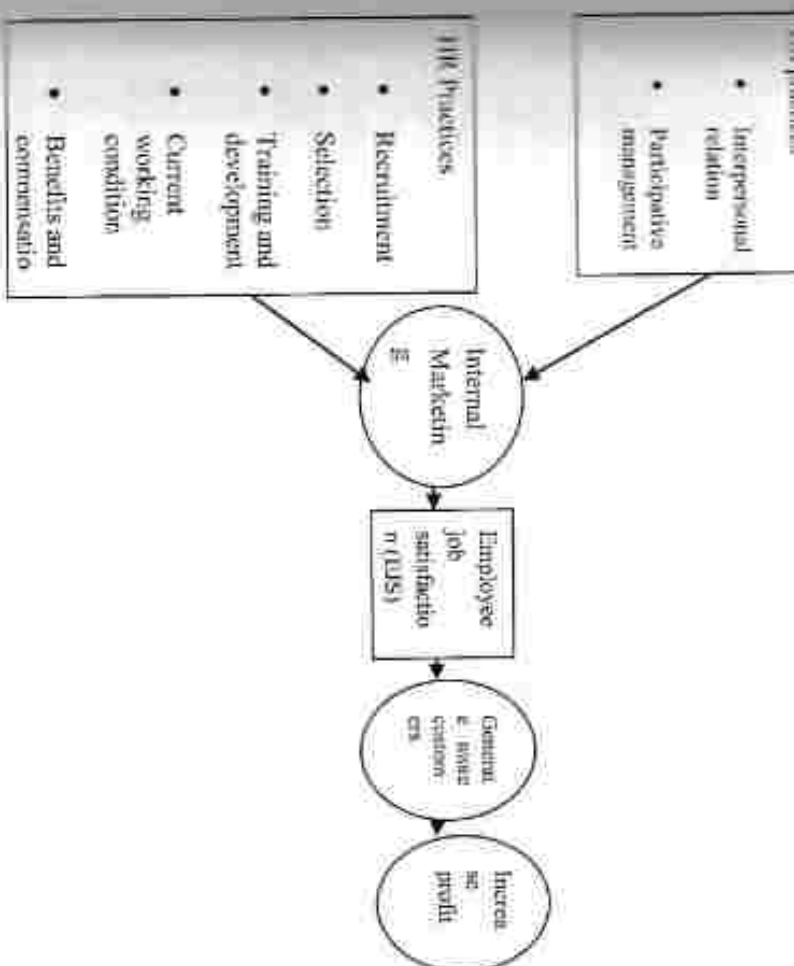 • Interpersonal
relation
• Participative
management
HR Practices
• Recruitment
• Selection
• Training and
development
• Current
working
condition
• Benefits and
compensatio
Internal
Marketin
g
Employee
job
satisfactio
n (EJS)
Generat
e more
custom
ers
Increa
se
profit